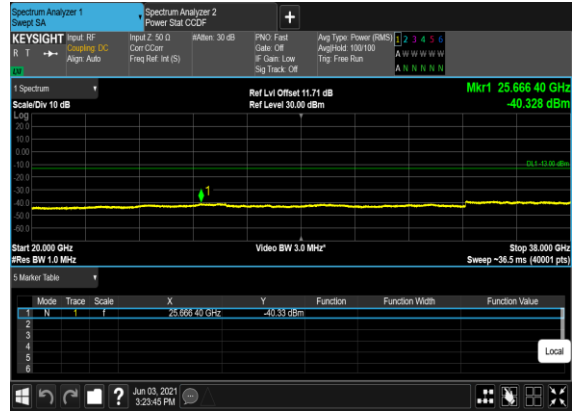 Spectrum Analyzer 1
Swept SA
Spectrum Analyzer 2
Power Stat CCDF
+
KEYSIGHT
R T
Input: RF
Coupling: DC
Align: Auto
Input Z: 50 Ω
Corr CCorr
Freq Ref: Int (S)
#Atten: 30 dB
PNO: Fast
Gate: Off
IF Gain: Low
Sig Track: Off
Avg Type: Power (RMS)
Avg|Hold: 100/100
Trig: Free Run
1 2 3 4 5 6
A W W W W W
A N N N N N
1 Spectrum
Scale/Div 10 dB
Ref Lvl Offset 11.71 dB
Ref Level 30.00 dBm
Mkr1 25.666 40 GHz
-40.328 dBm
Log
20.0
10.0
0.00
-10.0
-20.0
-30.0
-40.0
-50.0
-60.0
DL1 -13.00 dBm
1
Start 20.000 GHz
#Res BW 1.0 MHz
Video BW 3.0 MHz*
Stop 38.000 GHz
Sweep ~36.5 ms (40001 pts)
5 Marker Table
Mode Trace Scale X Y Function Function Width Function Value
1 N 1 f 25.666 40 GHz -40.33 dBm
2
3
4
5
6
Local
?
Jun 03, 2021
3:23:45 PM